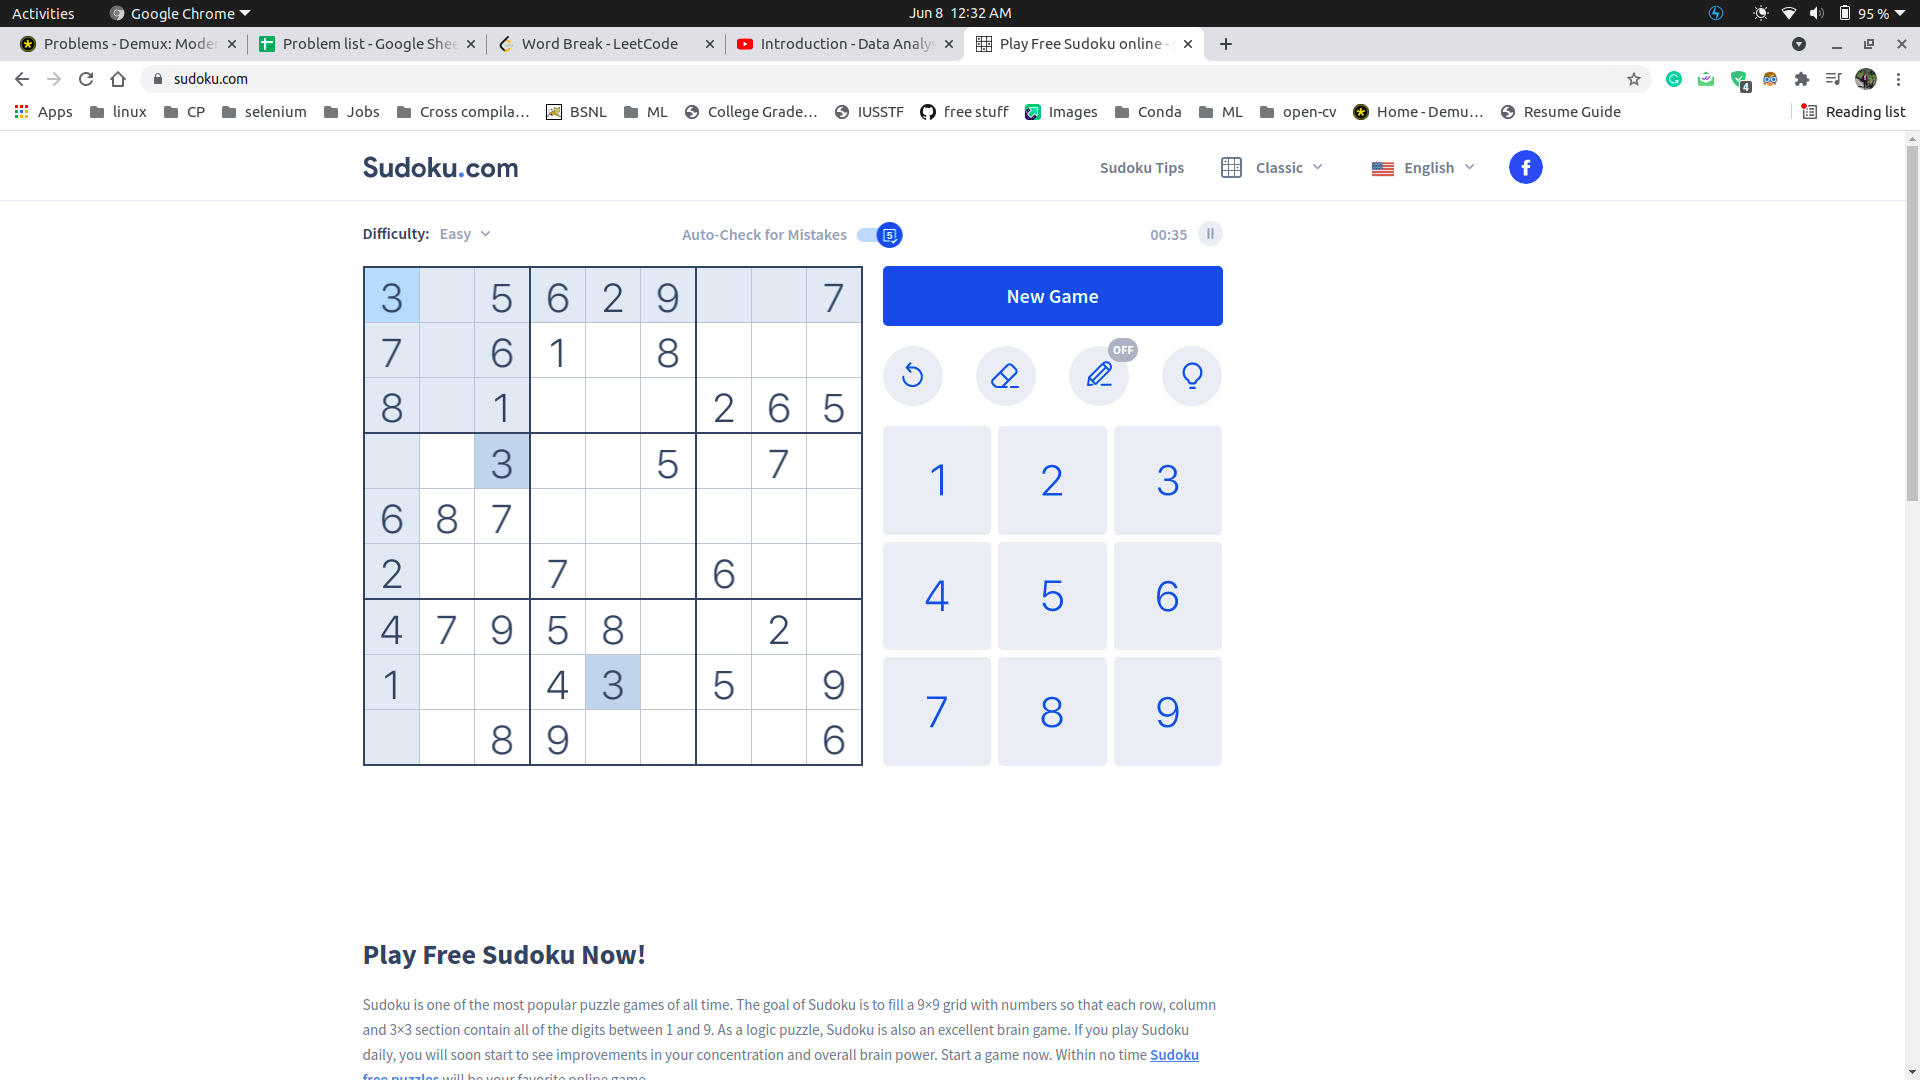 Activities Google Chrome Jun 8 12:32 AM 95 %
Problems - Demux: Moder Problem list - Google Shee Word Break - LeetCode Introduction - Data Analys Play Free Sudoku online -
sudoku.com
4
Apps linux CP selenium Jobs Cross compila... BSNL ML College Grade... IUSSTF free stuff Images Conda ML open-cv Home - Demu... Resume Guide Reading list
Sudoku.com Sudoku Tips Classic English
Difficulty: Easy Auto-Check for Mistakes 5 00:35
3 5 6 2 9 7
7 6 1 8
8 1 2 6 5
3 5 7
6 8 7
2 7 6
4 7 9 5 8 2
1 4 3 5 9
8 9 6
New Game
OFF
1 2 3
4 5 6
7 8 9
Play Free Sudoku Now!
Sudoku is one of the most popular puzzle games of all time. The goal of Sudoku is to fill a 9×9 grid with numbers so that each row, column
and 3×3 section contain all of the digits between 1 and 9. As a logic puzzle, Sudoku is also an excellent brain game. If you play Sudoku
daily, you will soon start to see improvements in your concentration and overall brain power. Start a game now. Within no time Sudoku
free puzzles will be your favorite online game.